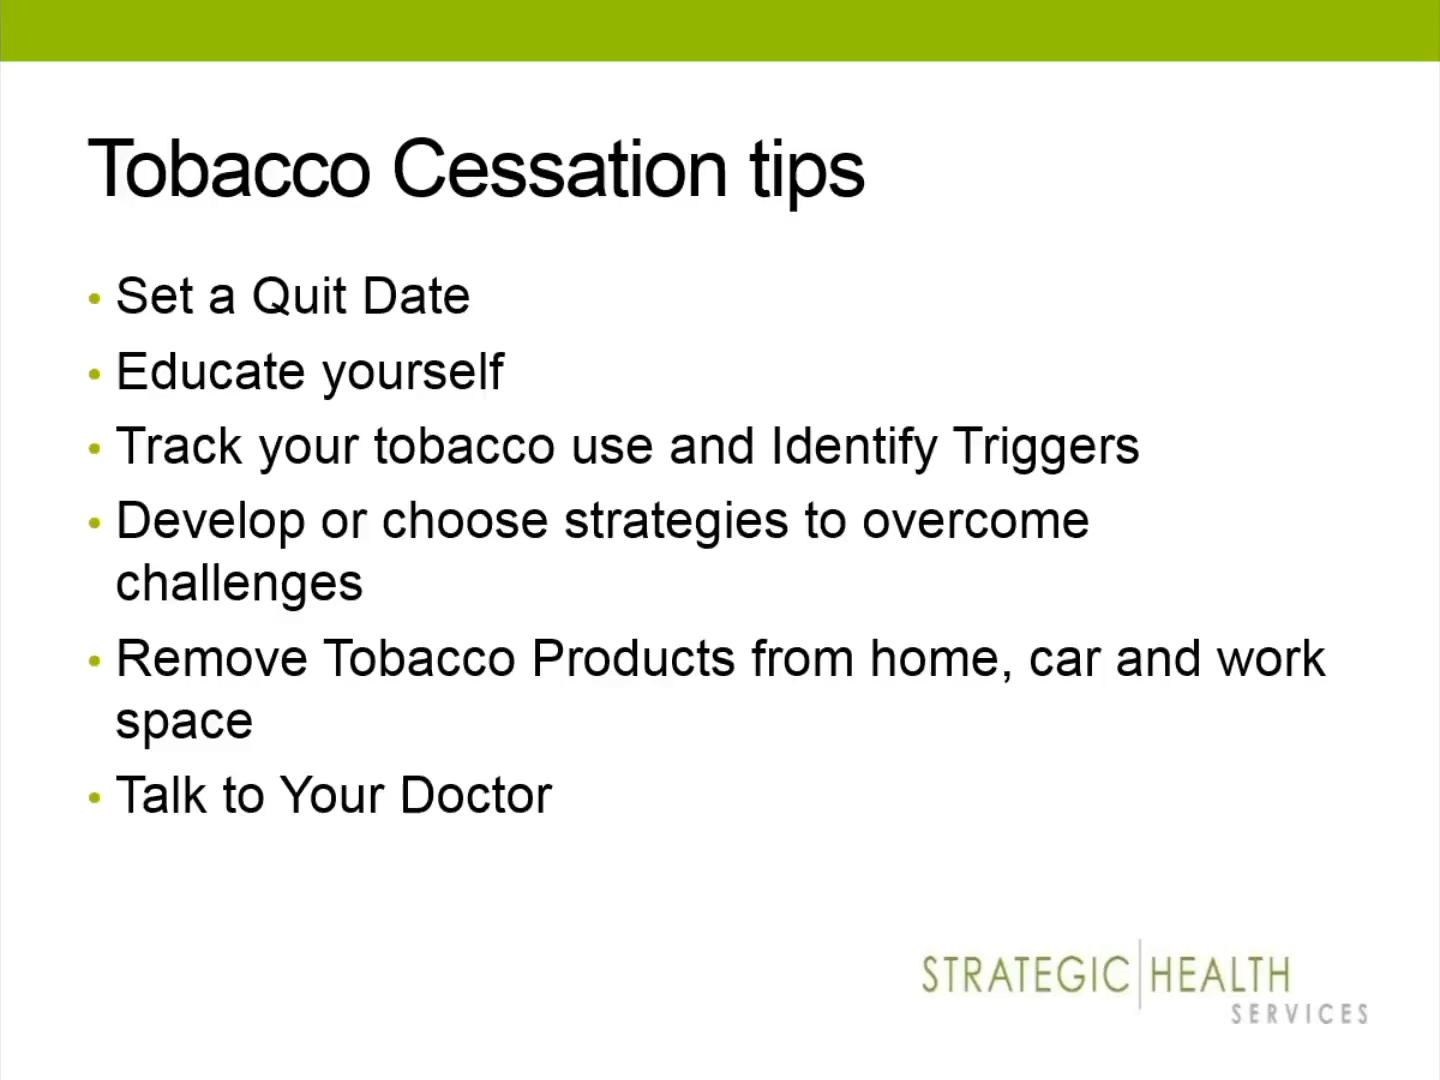 Tobacco Cessation tips
• Set a Quit Date
• Educate yourself
• Track your tobacco use and Identify Triggers
• Develop or choose strategies to overcome
challenges
• Remove Tobacco Products from home, car and work
space
• Talk to Your Doctor
STRATEGIC HEALTH
SERVICES